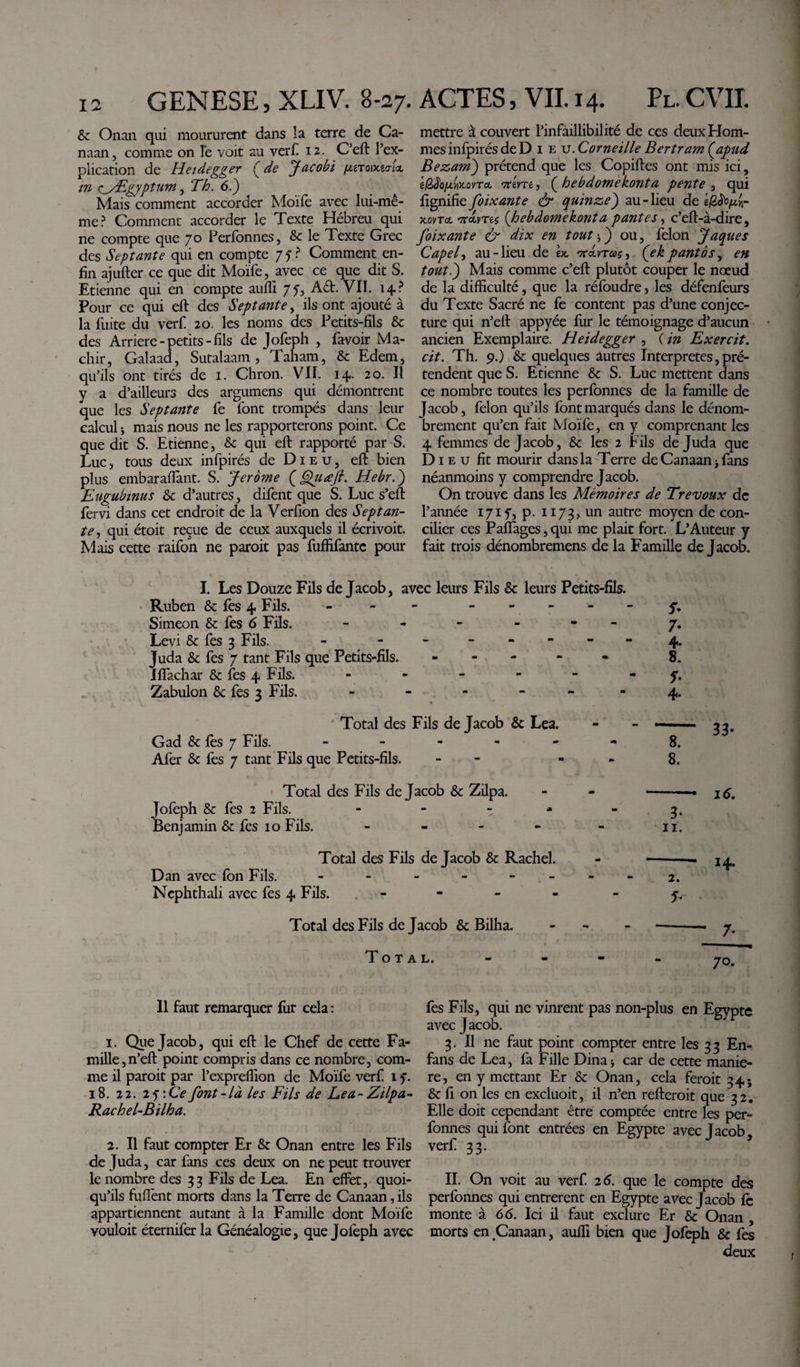 12 GENESE, XLIV. 8-27. ACTES, VII. 14. PL. CVII.
& Onan qui moururent dans la terre de Ca-
naan, comme on le voit au verſ. 12. C'eſt l'ex-
plication de Heidegger (de Jacobi μετοικεσία
in Ægyptum, Th. 6.)
Mais comment accorder Moïſe avec lui-mê-
me? Comment accorder le Texte Hébreu qui
ne compte que 70 Perſonnes, & le Texte Grec
des Septante qui en compte 75? Comment en-
fin ajuſter ce que dit Moïſe, avec ce que dit S.
Etienne qui en compte auſſi 75, Act. VII. 14?
Pour ce qui eſt des Septante, ils ont ajouté à
la ſuite du verſ. 20. les noms des Petits-fils &
des Arriere-petits-fils de Joſeph, ſavoir Ma-
chir, Galaad, Sutalaam, Taham, & Edem,
qu'ils ont tirés de 1. Chron. VII. 14. 20. Il
y a d'ailleurs des argumens qui démontrent
que les Septante ſe ſont trompés dans leur
calcul; mais nous ne les rapporterons point. Ce
que dit S. Etienne, & qui eſt rapporté par S.
Luc, tous deux inſpirés de DIEU, eſt bien
plus embaraſſant. S. Jerôme (Quæſt. Hebr.)
Eugubinus & d'autres, diſent que S. Luc s'eſt
ſervi dans cet endroit de la Verſion des Septan-
te, qui étoit reçue de ceux auxquels il écrivoit.
Mais cette raiſon ne paroit pas ſuffiſante pour
mettre à couvert l'infaillibilité de ces deux Hom-
mes inſpirés de DIEU. Corneille Bertram (apud
Bezam) prétend que les Copiſtes ont mis ici,
ἑβδομήκοντα πέντε, (hebdomekonta pente, qui
ſignifie ſoixante & quinze) au-lieu de ἑβδομή-
κοντα πάντες (hebdomekonta pantes, c'eſt-à-dire,
ſoixante & dix en tout;) ou, ſelon Jaques
Capel, au-lieu de ἐκ πάντως, (ek pantôs, en
tout.) Mais comme c'eſt plutôt couper le nœud
de la difficulté, que la réſoudre, les défenſeurs
du Texte Sacré ne ſe content pas d'une conjec-
ture qui n'eſt appyée ſur le témoignage d'aucun
ancien Exemplaire. Heidegger, (in Exercit.
cit. Th. 9.) & quelques autres Interpretes, pré-
tendent que S. Etienne & S. Luc mettent dans
ce nombre toutes les perſonnes de la famille de
Jacob, ſelon qu'ils ſont marqués dans le dénom-
brement qu'en fait Moïſe, en y comprenant les
4 femmes de Jacob, & les 2 Fils de Juda que
DIEU fit mourir dans la Terre de Canaan; ſans
néanmoins y comprendre Jacob.
On trouve dans les Mémoires de Trevoux de
l'année 1715, p. 1173, un autre moyen de con-
cilier ces Paſſages, qui me plait fort. L'Auteur y
fait trois dénombremens de la Famille de Jacob.
I. Les Douze Fils de Jacob, avec leurs Fils & leurs Petits-fils.
Ruben & ſes 4 Fils. - - - - - - - - 5.
Simeon & ſes 6 Fils. - - - - - - 7.
Levi & ſes 3 Fils. - - - - - - - - 4.
Juda & ſes 7 tant Fils que Petits-fils. - - - - - 8.
Iſſachar & ſes 4 Fils. - - - - - - 5.
Zabulon & ſes 3 Fils. - - - - - - 4.
Total des Fils de Jacob & Lea. - - —— 33.
Gad & ſes 7 Fils. - - - - - - 8.
Aſer & ſes 7 tant Fils que Petits-fils. - - - - 8.
Total des Fils de Jacob & Zilpa. - - —— 16.
Joſeph & ſes 2 Fils. - - - - - 3.
Benjamin & ſes 10 Fils. - - - - - 11.
Total des Fils de Jacob & Rachel. - —— 14.
Dan avec ſon Fils. - - - - - - - - 2.
Nephthali avec ſes 4 Fils. - - - - - 5.
Total des Fils de Jacob & Bilha. - - - —— 7.
TOTAL. - - - - 70.
Il faut remarquer ſur cela:
1. Que Jacob, qui eſt le Chef de cette Fa-
mille, n'eſt point compris dans ce nombre, com-
me il paroit par l'expreſſion de Moïſe verſ. 15.
18. 22. 25: Ce ſont-là les Fils de Lea-Zilpa-
Rachel-Bilha.
2. Il faut compter Er & Onan entre les Fils
de Juda, car ſans ces deux on ne peut trouver
le nombre des 33 Fils de Lea. En effet, quoi-
qu'ils fuſſent morts dans la Terre de Canaan, ils
appartiennent autant à la Famille dont Moïſe
vouloit éterniſer la Généalogie, que Joſeph avec
ſes Fils, qui ne vinrent pas non-plus en Egypte
avec Jacob.
3. Il ne faut point compter entre les 33 En-
fans de Lea, ſa Fille Dina; car de cette manie-
re, en y mettant Er & Onan, cela feroit 34;
& ſi on les en excluoit, il n'en reſteroit que 32.
Elle doit cependant être comptée entre les per-
ſonnes qui ſont entrées en Egypte avec Jacob,
verſ. 33.
II. On voit au verſ. 26. que le compte des
perſonnes qui entrerent en Egypte avec Jacob ſe
monte à 66. Ici il faut exclure Er & Onan,
morts en Canaan, auſſi bien que Joſeph & ſes
deux